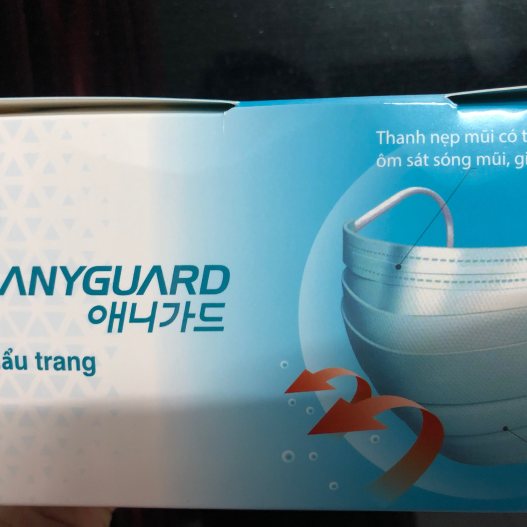 Thanh nẹp mũi có
ôm sát sóng mũi,
ANYGUARD
애니가드
ẩu trang